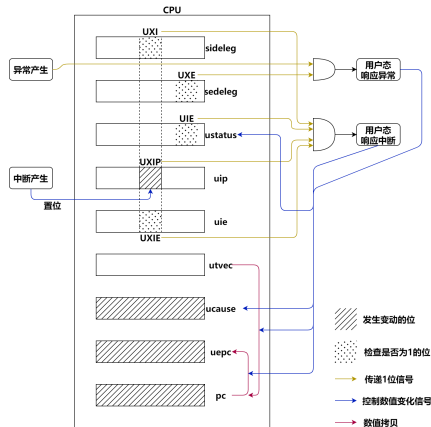 CPU
UXI
sideleg
异常产生
用户态
响应异常
UXE
sedeleg
UIE
ustatus
用户态
响应中断
UXIP
中断产生
uip
置位
uie
UXIE
utvec
ucause
发生变动的位
uepc
检查是否为1的位
传递1位信号
pc
控制数值变化信号
数值拷贝